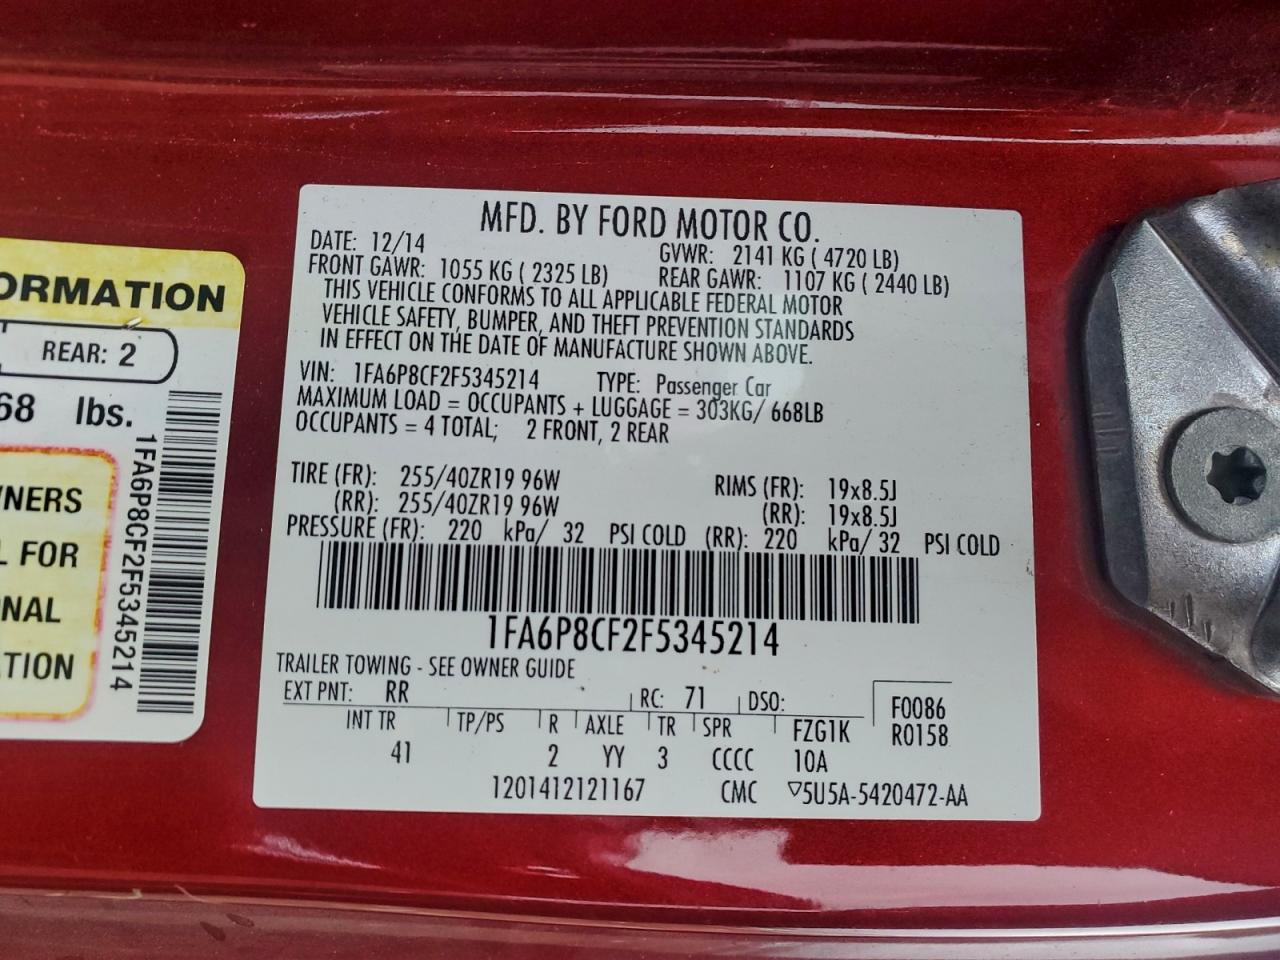 ORMATION
REAR: 2
68 lbs.
NERS
L FOR
NAL
TION
1FA6P8CF2F5345214
MFD. BY FORD MOTOR CO.
DATE: 12/14 GVWR: 2141 KG ( 4720 LB)
FRONT GAWR: 1055 KG ( 2325 LB) REAR GAWR: 1107 KG ( 2440 LB)
THIS VEHICLE CONFORMS TO ALL APPLICABLE FEDERAL MOTOR
VEHICLE SAFETY, BUMPER, AND THEFT PREVENTION STANDARDS
IN EFFECT ON THE DATE OF MANUFACTURE SHOWN ABOVE.
VIN: 1FA6P8CF2F5345214 TYPE: Passenger Car
MAXIMUM LOAD = OCCUPANTS + LUGGAGE = 303KG/ 668LB
OCCUPANTS = 4 TOTAL; 2 FRONT, 2 REAR
TIRE (FR): 255/40ZR19 96W RIMS (FR): 19x8.5J
(RR): 255/40ZR19 96W (RR): 19x8.5J
PRESSURE (FR): 220 kPa/ 32 PSI COLD (RR): 220 kPa/ 32 PSI COLD
1FA6P8CF2F5345214
TRAILER TOWING - SEE OWNER GUIDE
EXT PNT: RR RC: 71 DSO: F0086
INT TR TP/PS R AXLE TR SPR FZG1K R0158
41 2 YY 3 CCCC 10A
1201412121167 CMC ▽5U5A-5420472-AA